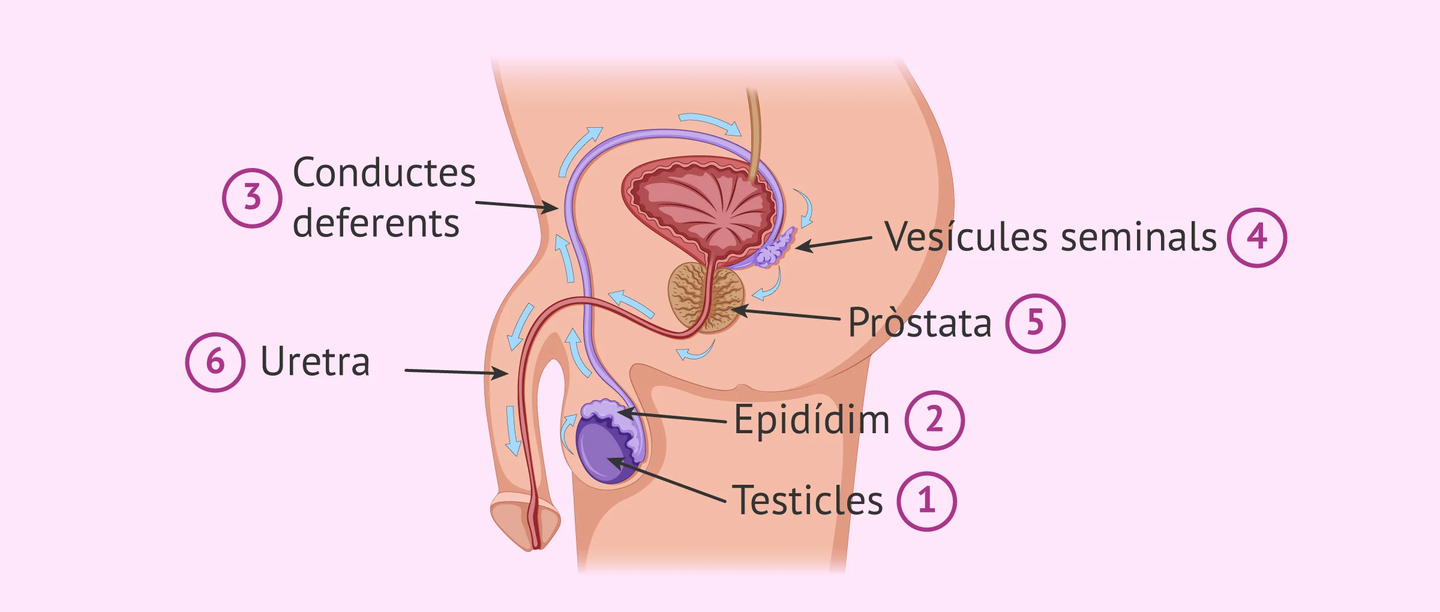 3 Conductes
deferents
Vesícules seminals 4
Pròstata 5
6 Uretra
Epidídim 2
Testicles 1